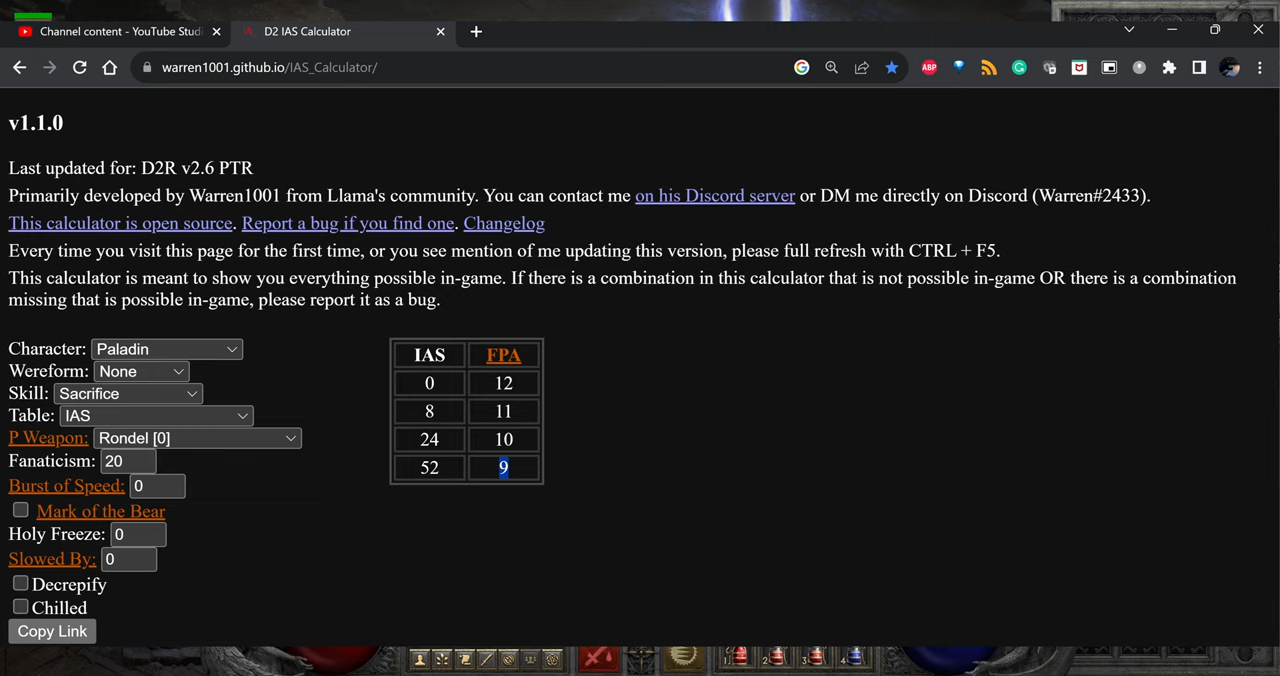 Channel content - YouTube Studi
D2 IAS Calculator
warren1001.github.io/IAS_Calculator/
v1.1.0
Last updated for: D2R v2.6 PTR
Primarily developed by Warren1001 from Llama's community. You can contact me on his Discord server or DM me directly on Discord (Warren#2433).
This calculator is open source. Report a bug if you find one. Changelog
Every time you visit this page for the first time, or you see mention of me updating this version, please full refresh with CTRL + F5.
This calculator is meant to show you everything possible in-game. If there is a combination in this calculator that is not possible in-game OR there is a combination
missing that is possible in-game, please report it as a bug.
Character: Paladin
Wereform: None
Skill: Sacrifice
Table: IAS
P Weapon: Rondel [0]
Fanaticism: 20
Burst of Speed: 0
Mark of the Bear
Holy Freeze: 0
Slowed By: 0
Decrepify
Chilled
Copy Link
IAS FPA
0 12
8 11
24 10
52 9
ABP
1 2 3 4